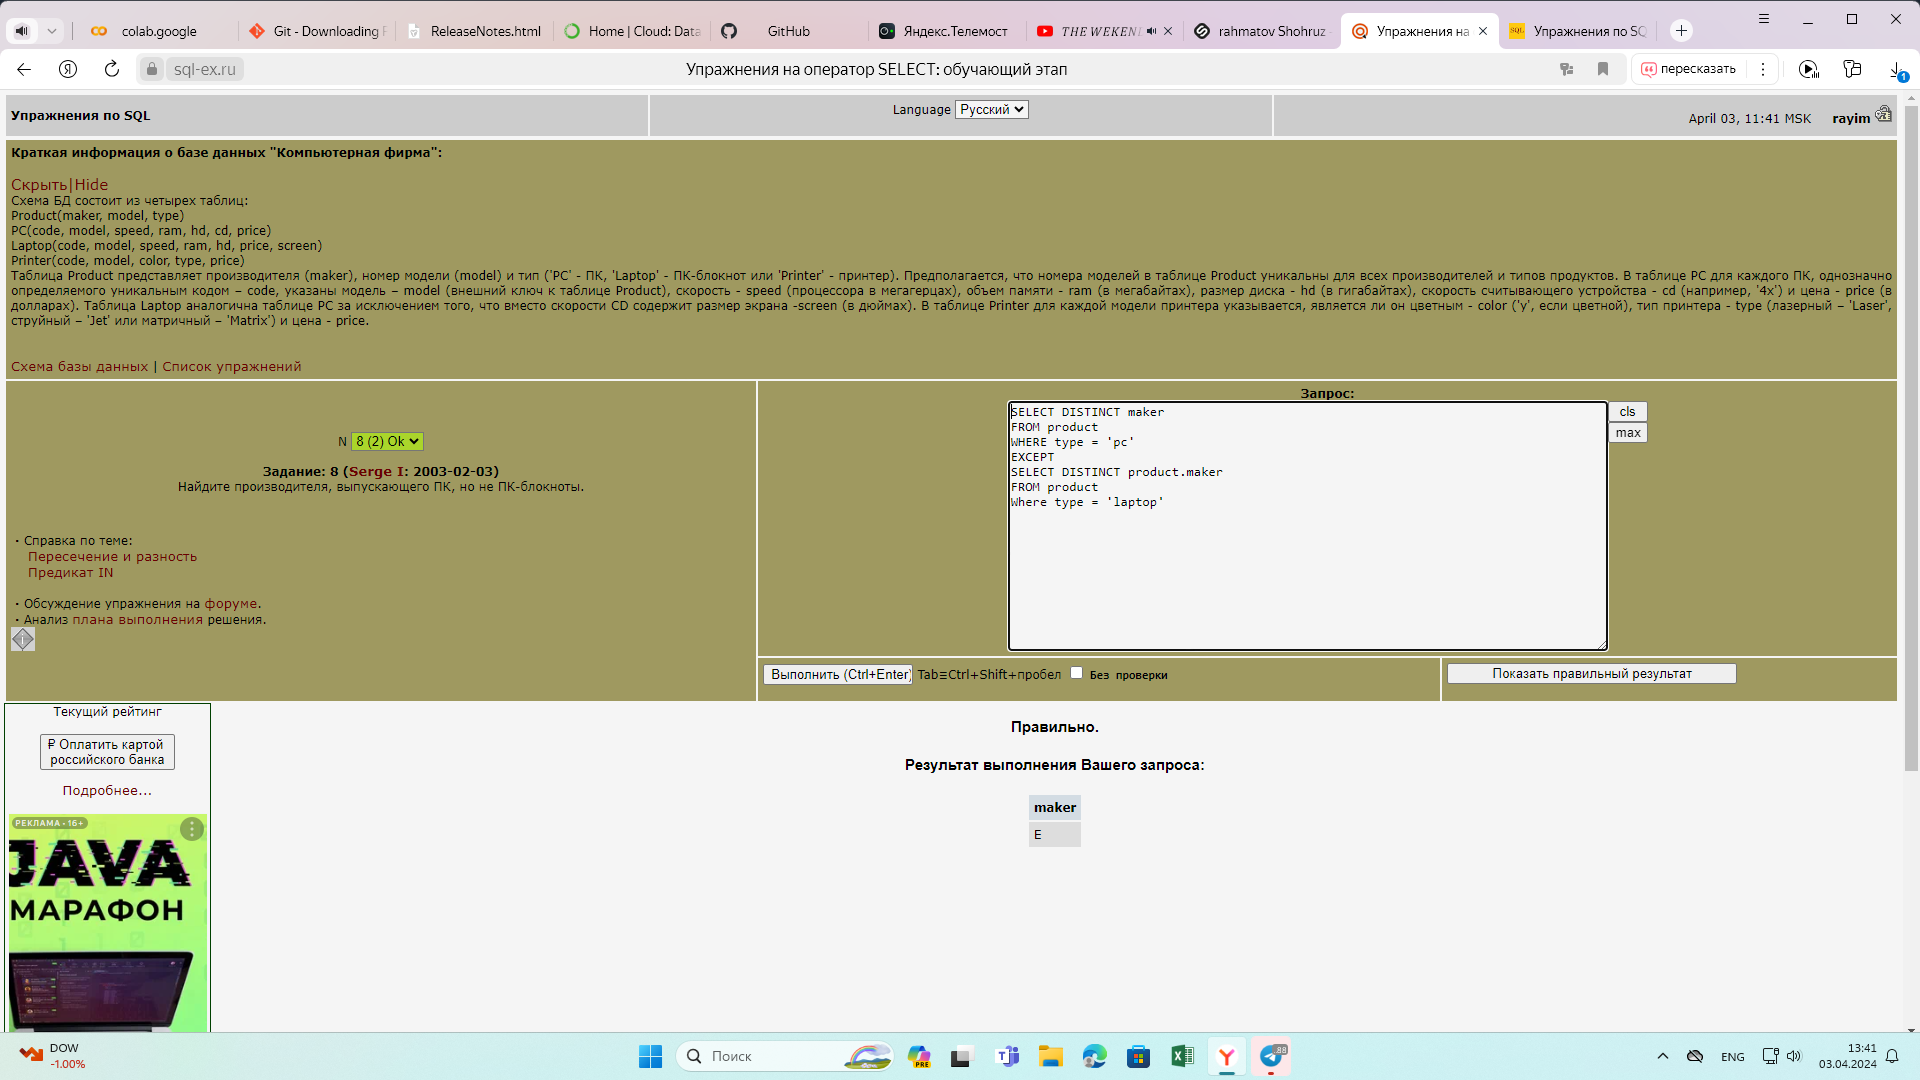 colab.google
Git - Downloading
ReleaseNotes.html
Home | Cloud: Data
GitHub
Яндекс.Телемост
THE WEKEN
rahmatov Shohruz
Упражнения на
Упражнения по SQ
sql-ex.ru
Упражнения на оператор SELECT: обучающий этап
пересказать
1
Упражнения по SQL
Language Русский
April 03, 11:41 MSK rayim
Краткая информация о базе данных "Компьютерная фирма":
Скрыть|Hide
Схема БД состоит из четырех таблиц:
Product(maker, model, type)
PC(code, model, speed, ram, hd, cd, price)
Laptop(code, model, speed, ram, hd, price, screen)
Printer(code, model, color, type, price)
Таблица Product представляет производителя (maker), номер модели (model) и тип ('PC' - ПК, 'Laptop' - ПК-блокнот или 'Printer' - принтер). Предполагается, что номера моделей в таблице Product уникальны для всех производителей и типов продуктов. В таблице PC для каждого ПК, однозначно
определяемого уникальным кодом – code, указаны модель – model (внешний ключ к таблице Product), скорость - speed (процессора в мегагерцах), объем памяти - ram (в мегабайтах), размер диска - hd (в гигабайтах), скорость считывающего устройства - cd (например, '4x') и цена - price (в
долларах). Таблица Laptop аналогична таблице РС за исключением того, что вместо скорости CD содержит размер экрана -screen (в дюймах). В таблице Printer для каждой модели принтера указывается, является ли он цветным - color ('y', если цветной), тип принтера - type (лазерный – 'Laser',
струйный – 'Jet' или матричный – 'Matrix') и цена - price.
Схема базы данных | Список упражнений
N 8 (2) Ok
Задание: 8 (Serge I: 2003-02-03)
Найдите производителя, выпускающего ПК, но не ПК-блокноты.
· Справка по теме:
Пересечение и разность
Предикат IN
· Обсуждение упражнения на форуме.
· Анализ плана выполнения решения.
Запрос:
SELECT DISTINCT maker
FROM product
WHERE type = 'pc'
EXCEPT
SELECT DISTINCT product.maker
FROM product
Where type = 'laptop'
cls
max
Выполнить (Ctrl+Enter) Tab≡Ctrl+Shift+пробел Без проверки
Показать правильный результат
Текущий рейтинг
₽ Оплатить картой
российского банка
Подробнее...
РЕКЛАМА • 16+
JAVA
МАРАФОН
Правильно.
Результат выполнения Вашего запроса:
maker
E
DOW
-1.00%
Поиск
PRE
88
ENG
13:41
03.04.2024